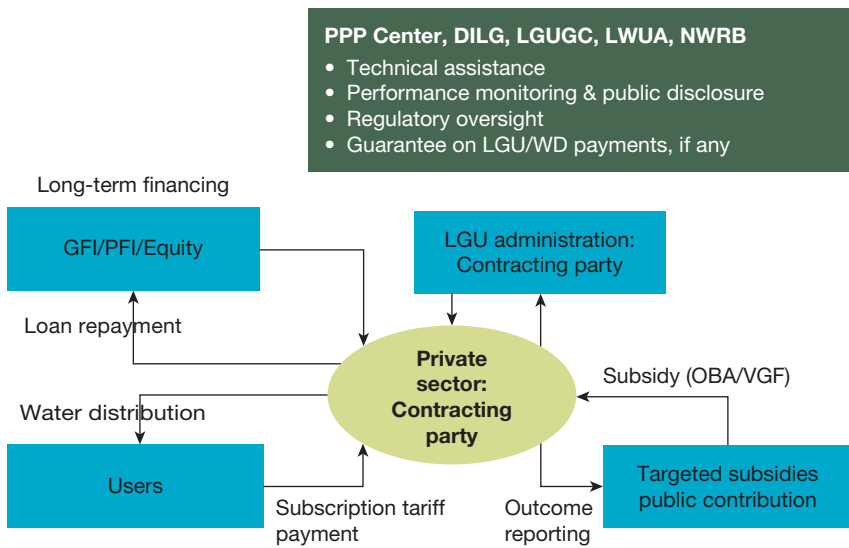 PPP Center, DILG, LGUGC, LWUA, NWRB
• Technical assistance
• Performance monitoring & public disclosure
• Regulatory oversight
• Guarantee on LGU/WD payments, if any
Long-term financing
GFI/PFI/Equity
LGU administration:
Contracting party
Loan repayment
Private
sector:
Contracting
party
Subsidy (OBA/VGF)
Water distribution
Users
Subscription tariff
payment
Outcome
reporting
Targeted subsidies
public contribution